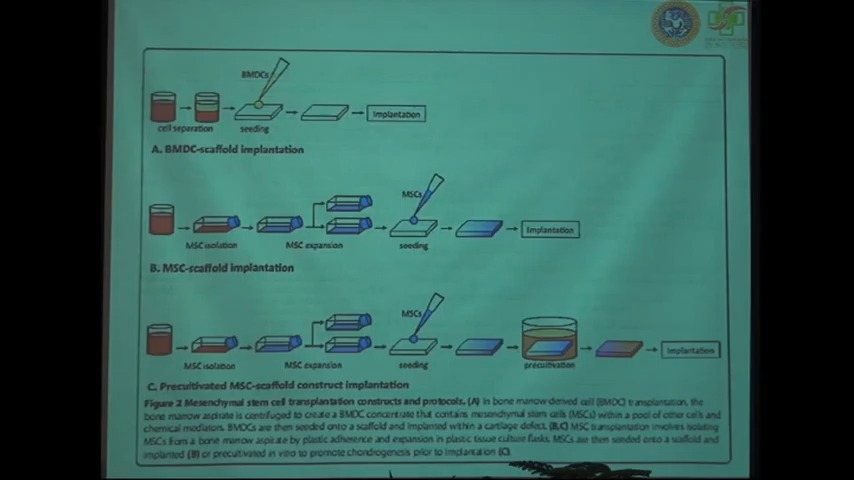 BMDCs
cell separation
seeding
Implantation
A. BMDC-scaffold implantation
MSCs
MSC isolation
MSC expansion
seeding
Implantation
B. MSC-scaffold implantation
MSCs
MSC isolation
MSC expansion
seeding
precultivation
Implantation
C. Precultivated MSC-scaffold construct implantation
Figure 2 Mesenchymal stem cell transplantation constructs and protocols. (A) In bone marrow-derived cell (BMDC) transplantation, the
bone marrow aspirate is centrifuged to create a BMDC concentrate that contains mesenchymal stem cells (MSCs) within a pool of other cells and
chemical mediators. BMDCs are then seeded onto a scaffold and implanted within a cartilage defect. (B,C) MSC transplantation involves isolating
MSCs from a bone marrow aspirate by plastic adherence and expansion in plastic tissue culture flasks. MSCs are then seeded onto a scaffold and
implanted (B) or precultivated in vitro to promote chondrogenesis prior to implantation (C).